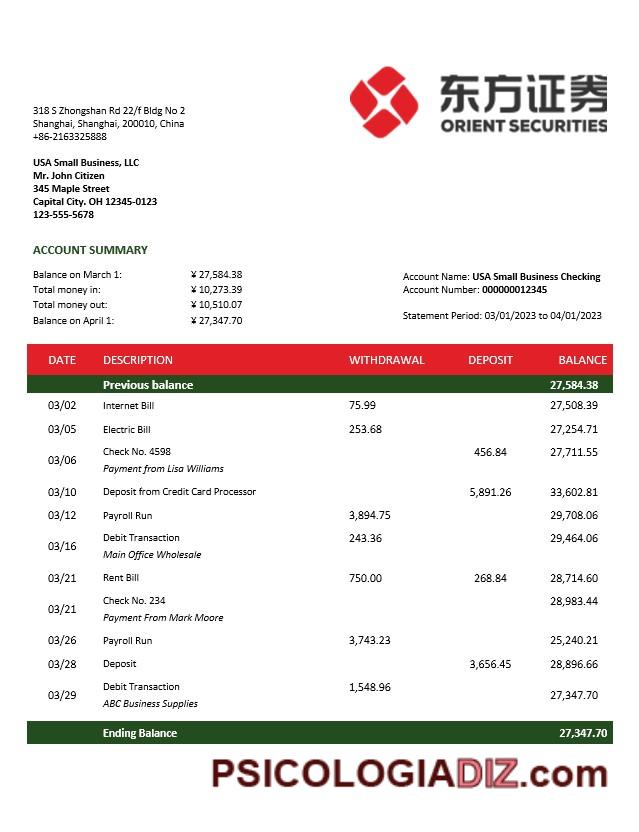 东方证券
ORIENT SECURITIES
318 S Zhongshan Rd 22/f Bldg No 2
Shanghai, Shanghai, 200010, China
+86-2163325888
USA Small Business, LLC
Mr. John Citizen
345 Maple Street
Capital City. OH 12345-0123
123-555-5678
ACCOUNT SUMMARY
Balance on March 1: ¥ 27,584.38
Total money in: ¥ 10,273.39
Total money out: ¥ 10,510.07
Balance on April 1: ¥ 27,347.70
Account Name: USA Small Business Checking
Account Number: 000000012345
Statement Period: 03/01/2023 to 04/01/2023
DATE DESCRIPTION WITHDRAWAL DEPOSIT BALANCE
Previous balance 27,584.38
03/02 Internet Bill 75.99 27,508.39
03/05 Electric Bill 253.68 27,254.71
03/06 Check No. 4598 456.84 27,711.55
Payment from Lisa Williams
03/10 Deposit from Credit Card Processor 5,891.26 33,602.81
03/12 Payroll Run 3,894.75 29,708.06
03/16 Debit Transaction 243.36 29,464.06
Main Office Wholesale
03/21 Rent Bill 750.00 268.84 28,714.60
03/21 Check No. 234 28,983.44
Payment From Mark Moore
03/26 Payroll Run 3,743.23 25,240.21
03/28 Deposit 3,656.45 28,896.66
03/29 Debit Transaction 1,548.96 27,347.70
ABC Business Supplies
Ending Balance 27,347.70
PSICOLOGIADIZ.com